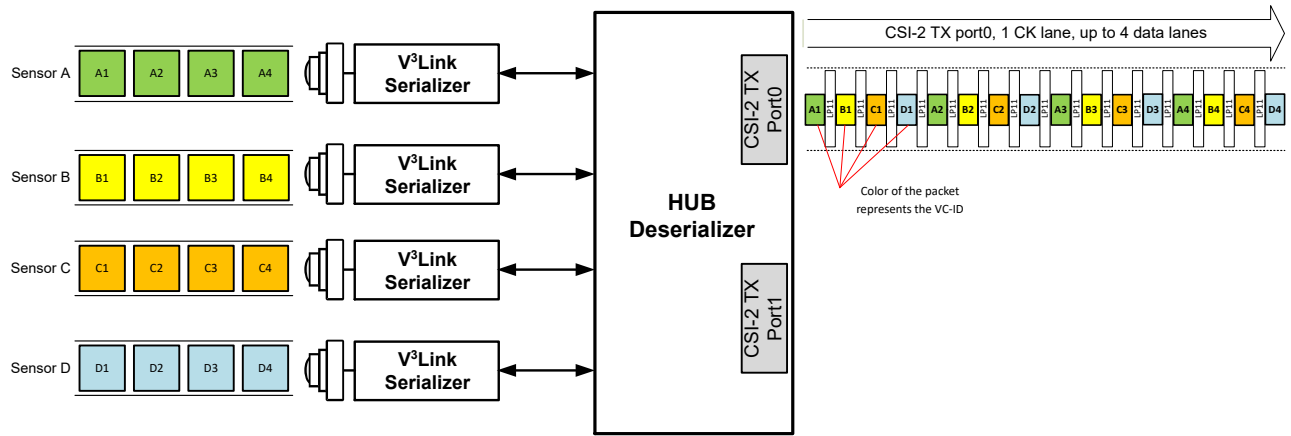 Sensor A
A1 A2 A3 A4
V³Link
Serializer
Sensor B
B1 B2 B3 B4
V³Link
Serializer
Sensor C
C1 C2 C3 C4
V³Link
Serializer
Sensor D
D1 D2 D3 D4
V³Link
Serializer
HUB
Deserializer
CSI-2 TX
Port0
CSI-2 TX
Port1
CSI-2 TX port0, 1 CK lane, up to 4 data lanes
A1 LP11 B1 LP11 C1 LP11 D1 LP11 A2 LP11 B2 LP11 C2 LP11 D2 LP11 A3 LP11 B3 LP11 C3 LP11 D3 LP11 A4 LP11 B4 LP11 C4 LP11 D4
Color of the packet
represents the VC-ID